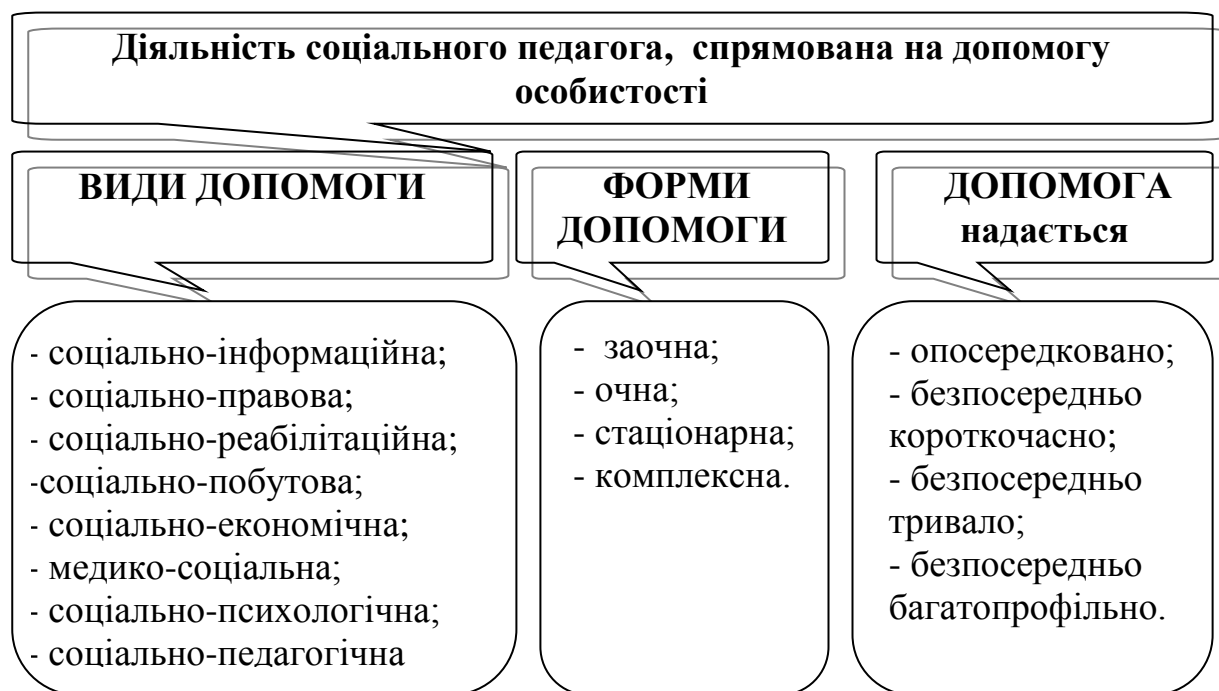 Діяльність соціального педагога, спрямована на допомогу
особистості
ВИДИ ДОПОМОГИ
ФОРМИ
ДОПОМОГИ
ДОПОМОГА
надається
- соціально-інформаційна;
- соціально-правова;
- соціально-реабілітаційна;
-соціально-побутова;
- соціально-економічна;
- медико-соціальна;
- соціально-психологічна;
- соціально-педагогічна
- заочна;
- очна;
- стаціонарна;
- комплексна.
- опосередковано;
- безпосередньо
короткочасно;
- безпосередньо
тривало;
- безпосередньо
багатопрофільно.